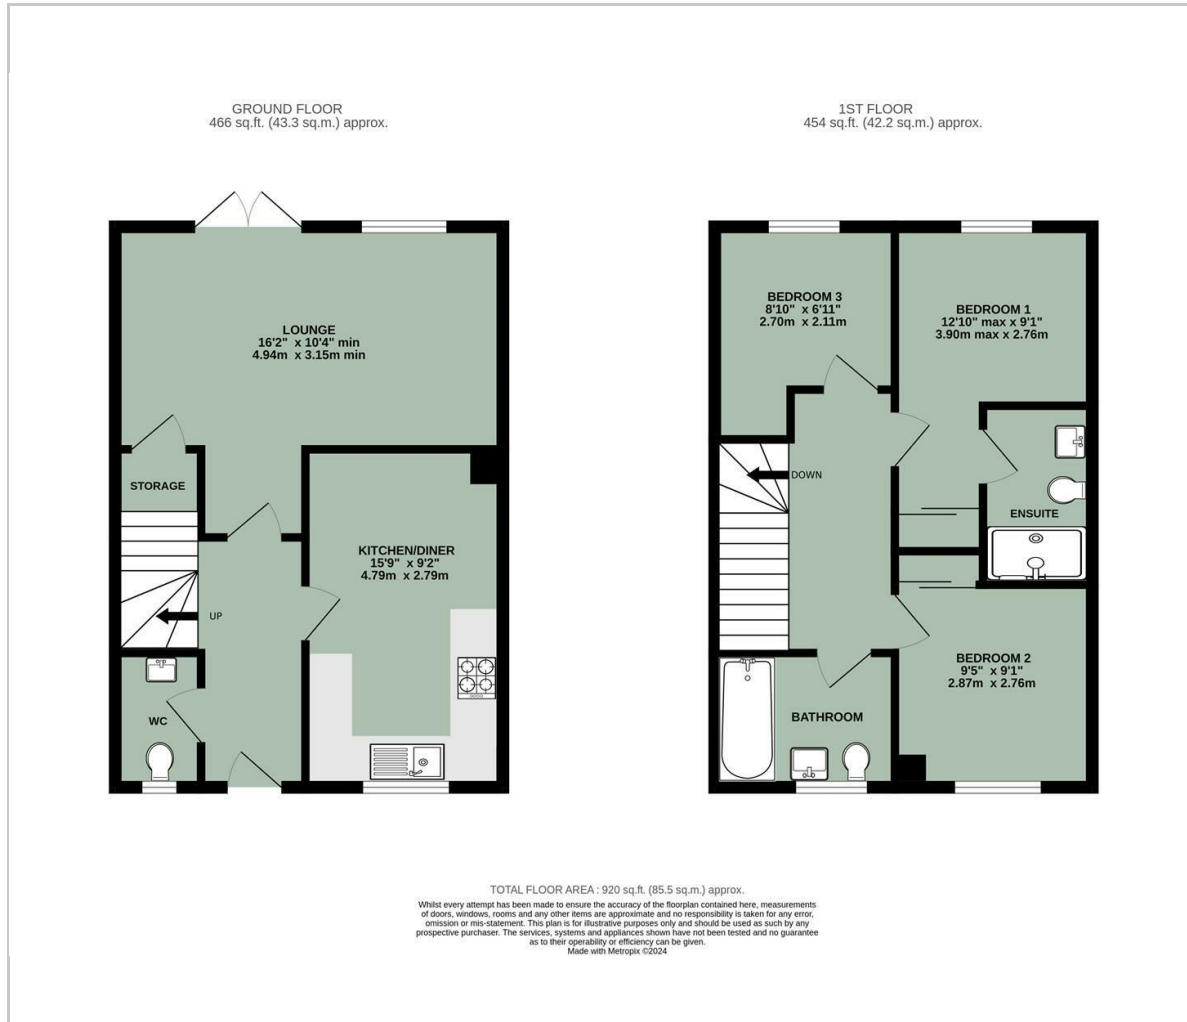 GROUND FLOOR
466 sq.ft. (43.3 sq.m.) approx.
1ST FLOOR
454 sq.ft. (42.2 sq.m.) approx.
LOUNGE
16'2" x 10'4" min
4.94m x 3.15m min
STORAGE
KITCHEN/DINER
15'9" x 9'2"
4.79m x 2.79m
UP
WC
BEDROOM 3
8'10" x 6'11"
2.70m x 2.11m
BEDROOM 1
12'10" max x 9'1"
3.90m max x 2.76m
DOWN
ENSUITE
BEDROOM 2
9'5" x 9'1"
2.87m x 2.76m
BATHROOM
TOTAL FLOOR AREA : 920 sq.ft. (85.5 sq.m.) approx.
Whilst every attempt has been made to ensure the accuracy of the floorplan contained here, measurements
of doors, windows, rooms and any other items are approximate and no responsibility is taken for any error,
omission or mis-statement. This plan is for illustrative purposes only and should be used as such by any
prospective purchaser. The services, systems and appliances shown have not been tested and no guarantee
as to their operability or efficiency can be given.
Made with Metropix ©2024